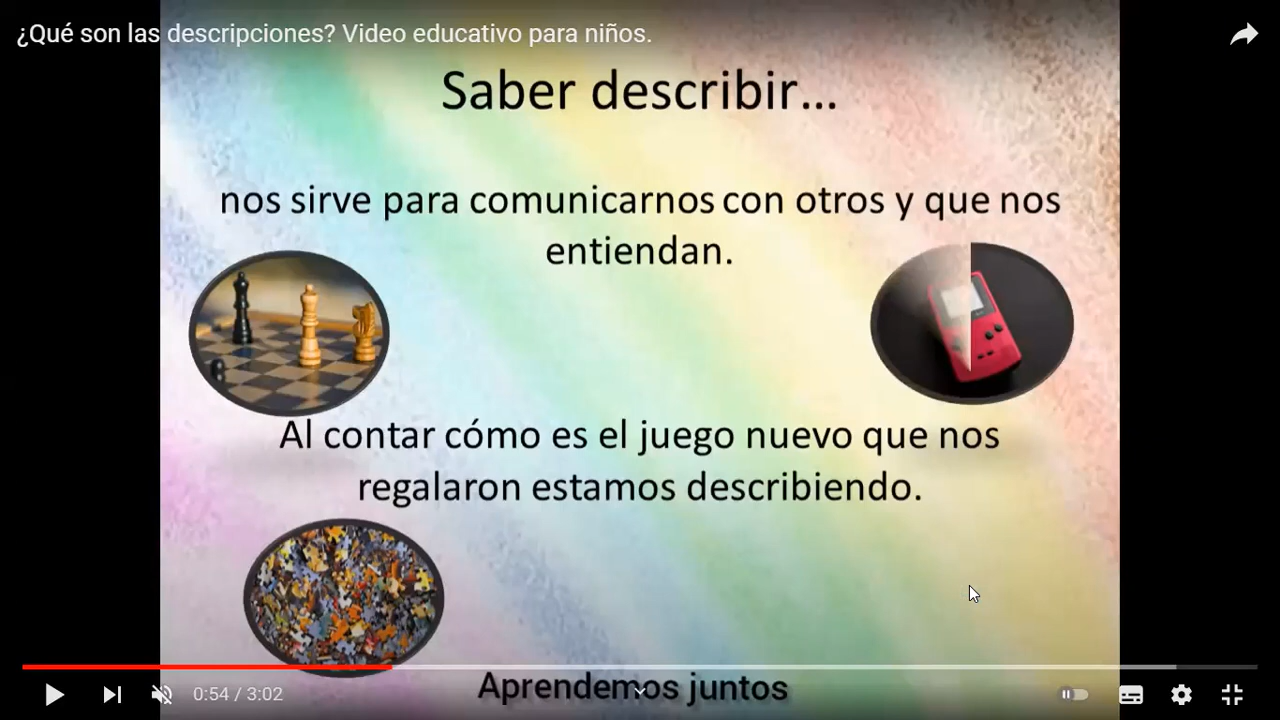 ¿Qué son las descripciones? Video educativo para niños.
Saber describir...
nos sirve para comunicarnos con otros y que nos
entiendan.
Al contar cómo es el juego nuevo que nos
regalaron estamos describiendo.
Aprendemos juntos
0:54 / 3:02